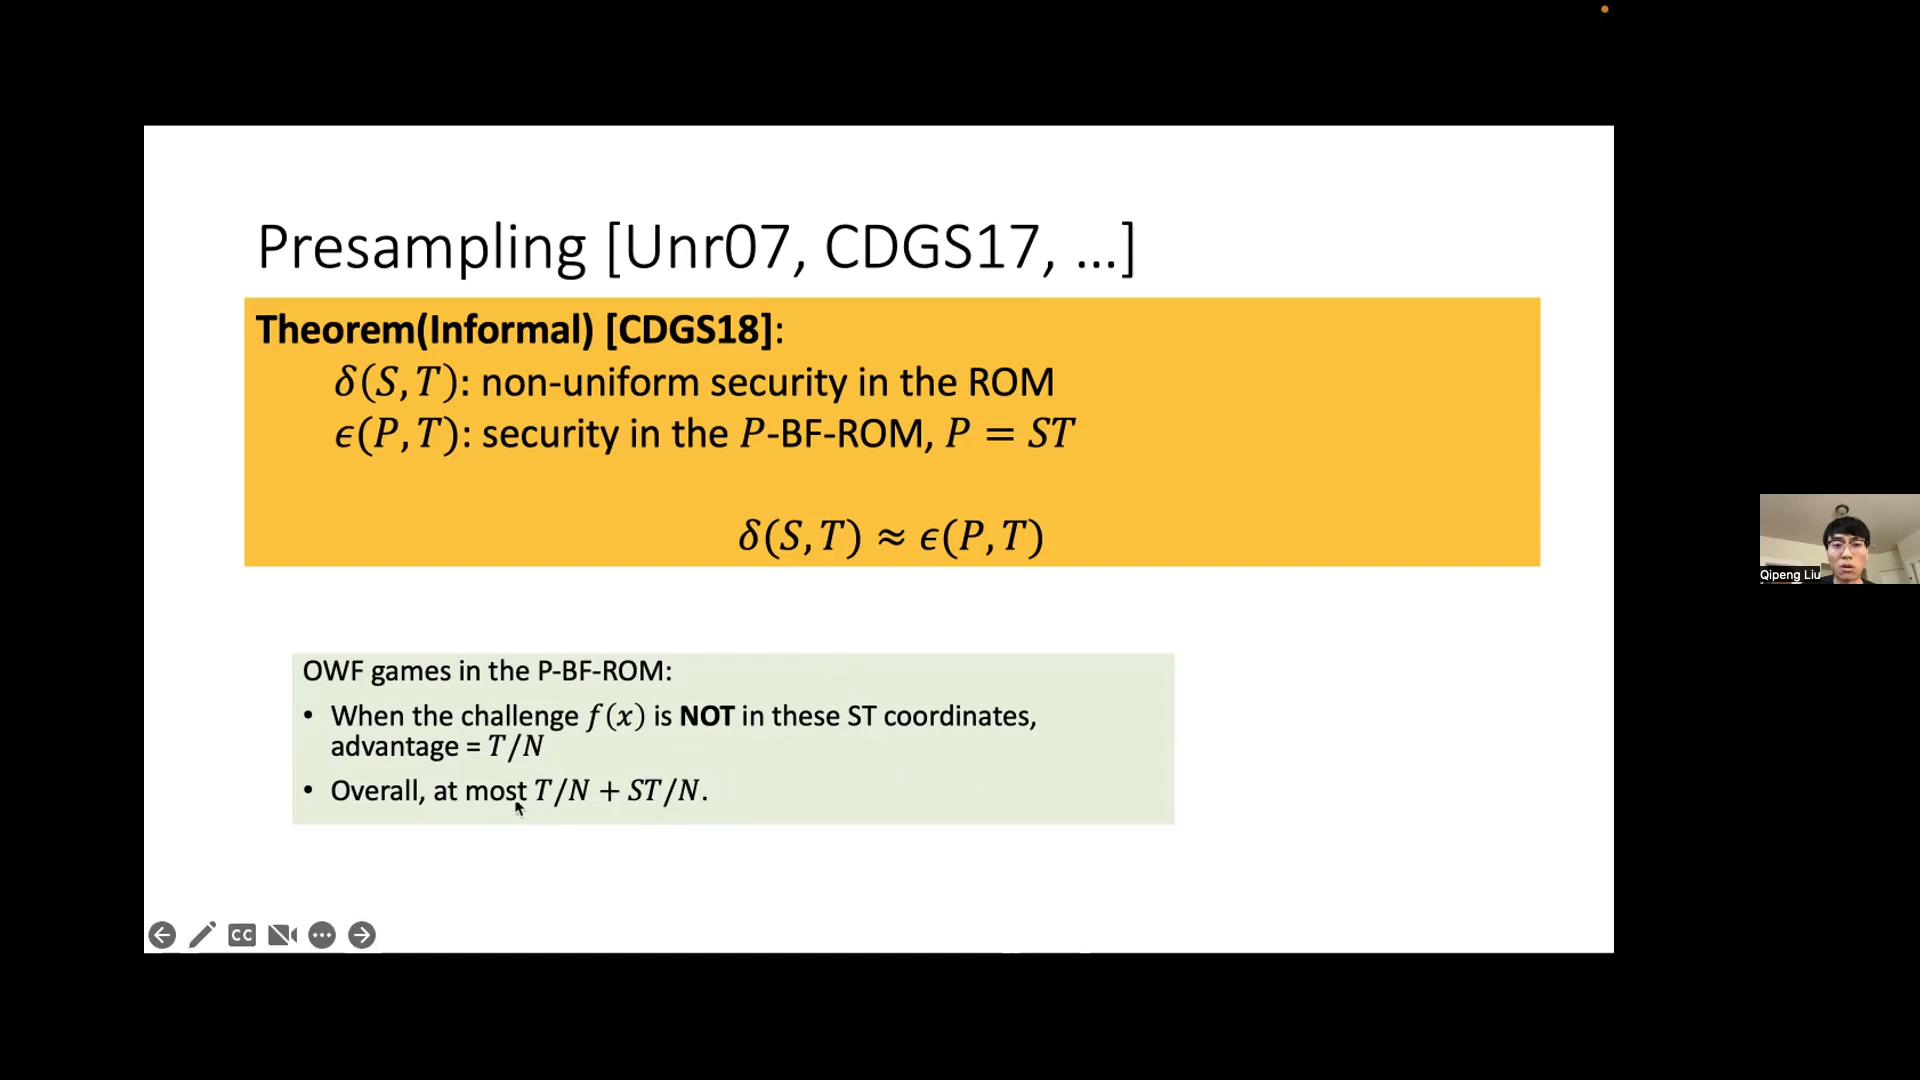 Presampling [Unr07, CDGS17, ...]
Theorem(Informal) [CDGS18]:
δ(S, T): non-uniform security in the ROM
ϵ(P, T): security in the P-BF-ROM, P = ST
δ(S, T) ≈ ϵ(P, T)
OWF games in the P-BF-ROM:
• When the challenge f(x) is NOT in these ST coordinates,
advantage = T/N
• Overall, at most T/N + ST/N.
CC
Qipeng Liu